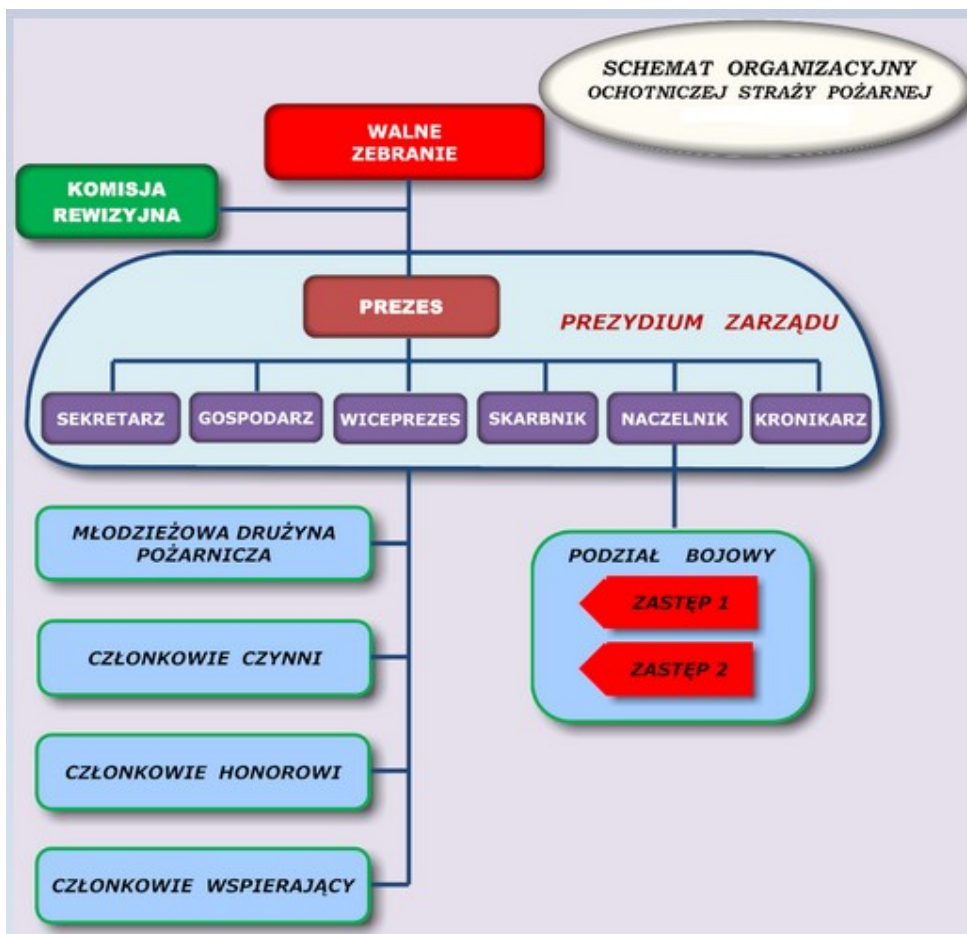 SCHEMAT ORGANIZACYJNY
OCHOTNICZEJ STRAŻY POŻARNEJ
WALNE
ZEBRANIE
KOMISJA
REWIZYJNA
PREZES
PREZYDIUM ZARZĄDU
SEKRETARZ
GOSPODARZ
WICEPREZES
SKARBNIK
NACZELNIK
KRONIKARZ
MŁODZIEŻOWA DRUŻYNA
POŻARNICZA
CZŁONKOWIE CZYNNI
CZŁONKOWIE HONOROWI
CZŁONKOWIE WSPIERAJĄCY
PODZIAŁ BOJOWY
ZASTĘP 1
ZASTĘP 2